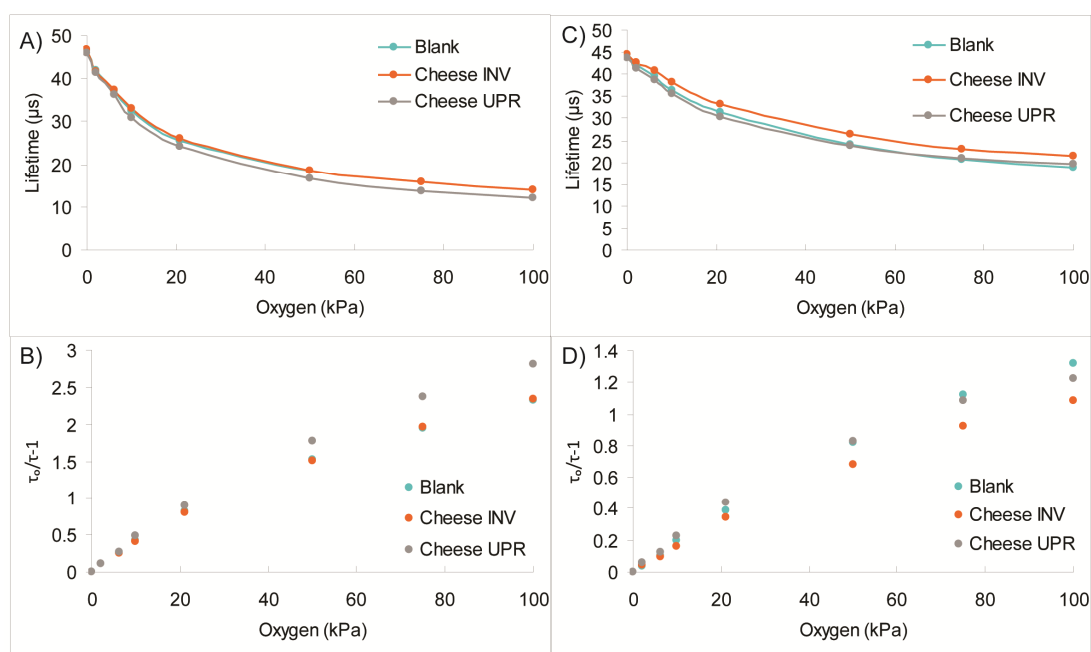 A)
50
40
30
20
10
0
Lifetime (µs)
0 20 40 60 80 100
Oxygen (kPa)
Blank
Cheese INV
Cheese UPR
C)
50
45
40
35
30
25
20
15
10
5
0
Lifetime (µs)
0 20 40 60 80 100
Oxygen (kPa)
Blank
Cheese INV
Cheese UPR
B)
3
2.5
2
1.5
1
0.5
0
τₒ/τ-1
0 20 40 60 80 100
Oxygen (kPa)
Blank
Cheese INV
Cheese UPR
D)
1.4
1.2
1
0.8
0.6
0.4
0.2
0
τₒ/τ-1
0 20 40 60 80 100
Oxygen (kPa)
Blank
Cheese INV
Cheese UPR